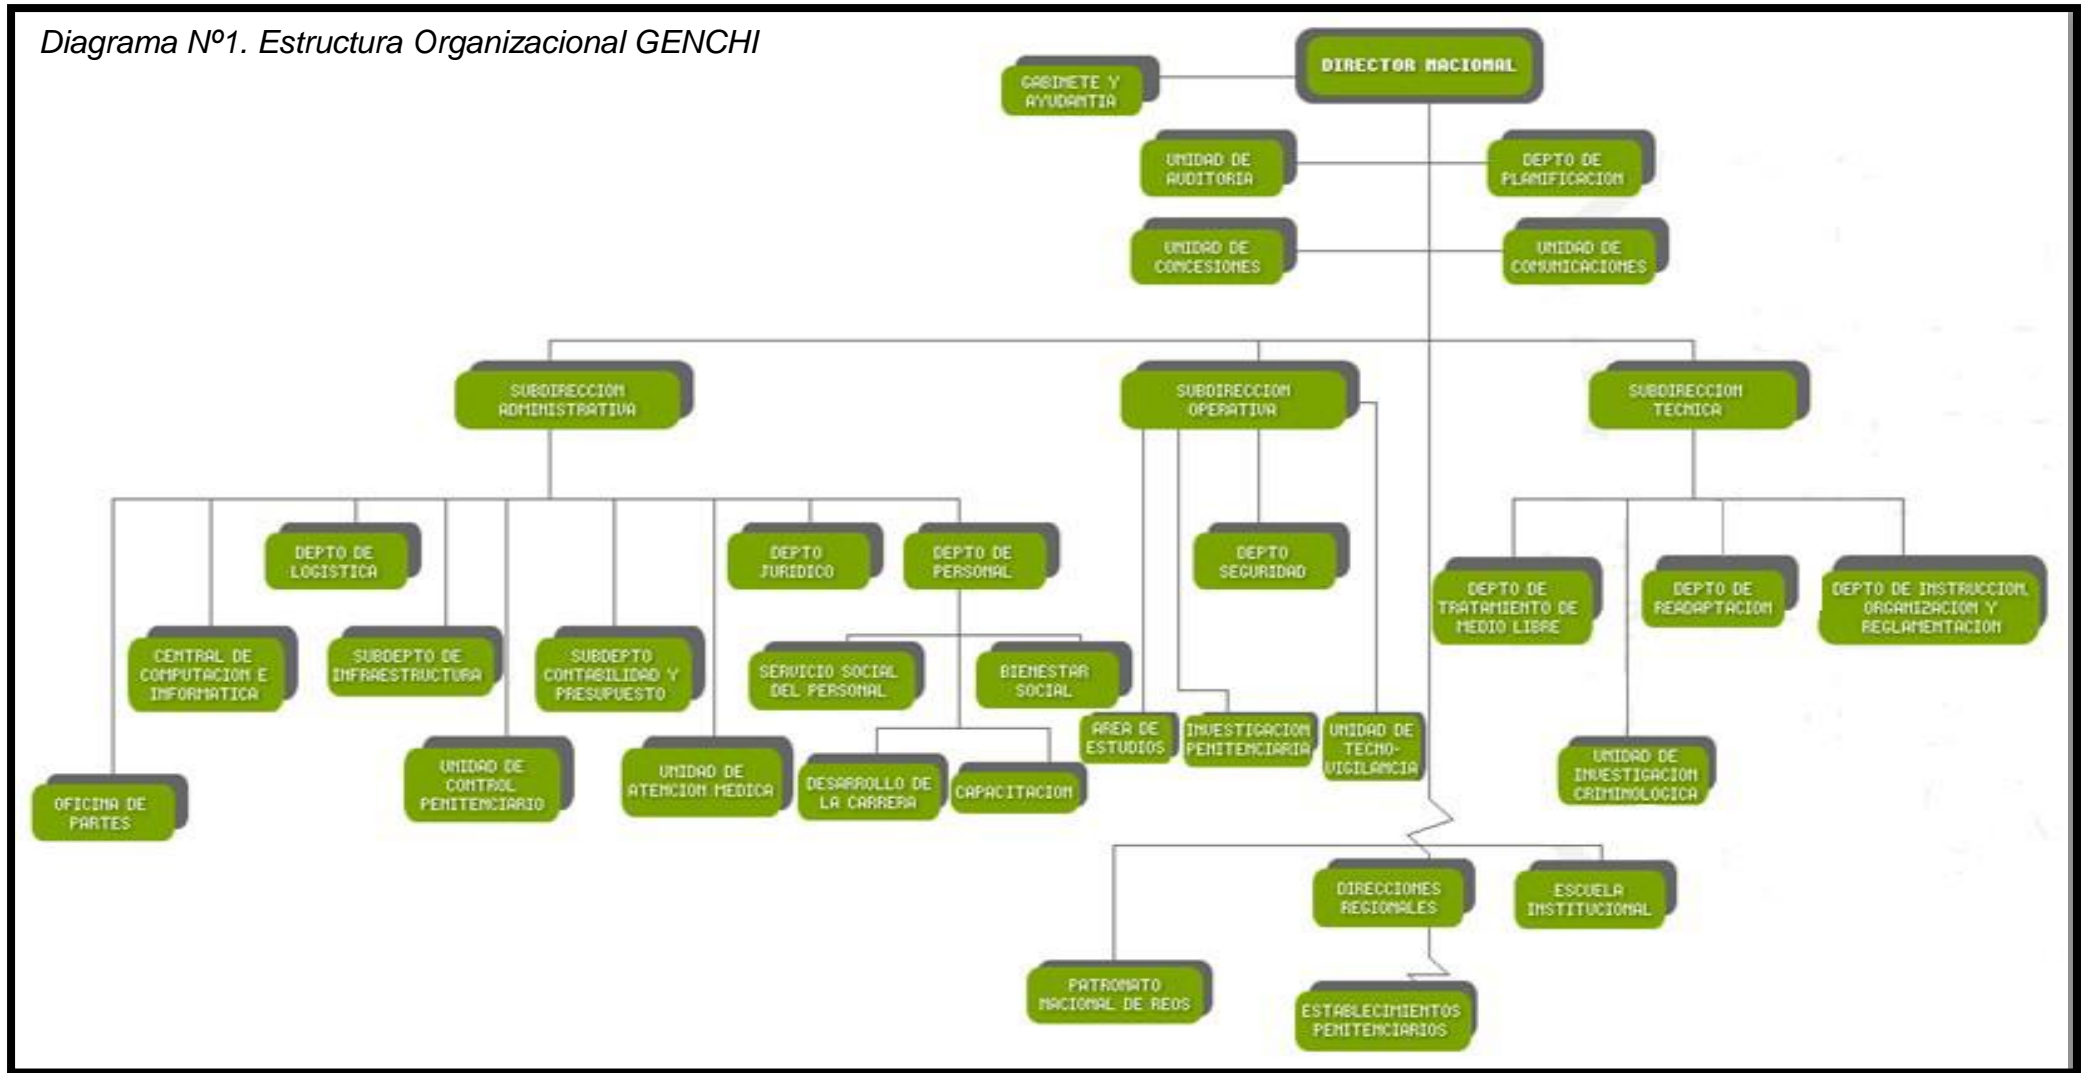 Diagrama Nº1. Estructura Organizacional GENCHI
DIRECTOR NACIONAL
GABINETE Y
AYUDANTIA
UNIDAD DE
AUDITORIA
DEPTO DE
PLANIFICACION
UNIDAD DE
CONCESIONES
UNIDAD DE
COMUNICACIONES
SUBDIRECCION
ADMINISTRATIVA
SUBDIRECCION
OPERATIVA
SUBDIRECCION
TECNICA
DEPTO DE
LOGISTICA
DEPTO
JURIDICO
DEPTO DE
PERSONAL
DEPTO
SEGURIDAD
DEPTO DE
TRATAMIENTO DE
MEDIO LIBRE
DEPTO DE
READAPTACION
DEPTO DE INSTRUCCION,
ORGANIZACION Y
REGLAMENTACION
CENTRAL DE
COMPUTACION E
INFORMATICA
SUBDEPTO DE
INFRAESTRUCTURA
SUBDEPTO
CONTABILIDAD Y
PRESUPUESTO
SERVICIO SOCIAL
DEL PERSONAL
BIENESTAR
SOCIAL
AREA DE
ESTUDIOS
INVESTIGACION
PENITENCIARIA
UNIDAD DE
TECNO-
VIGILANCIA
OFICINA DE
PARTES
UNIDAD DE
CONTROL
PENITENCIARIO
UNIDAD DE
ATENCION MEDICA
DESARROLLO DE
LA CARRERA
CAPACITACION
UNIDAD DE
INVESTIGACION
CRIMINOLOGICA
DIRECCIONES
REGIONALES
ESCUELA
INSTITUCIONAL
PATRONATO
NACIONAL DE REOS
ESTABLECIMIENTOS
PENITENCIARIOS